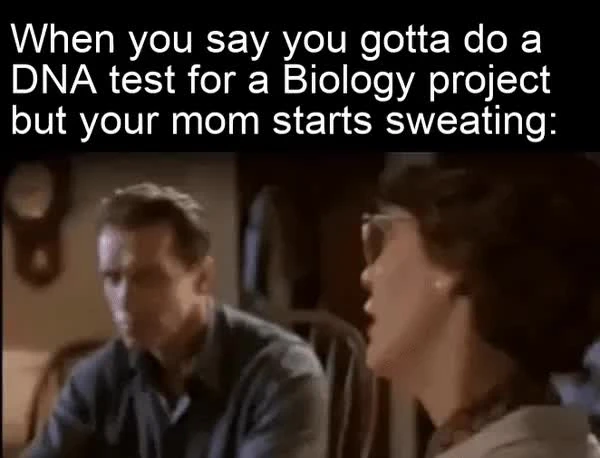 When you say you gotta do a
DNA test for a Biology project
but your mom starts sweating: